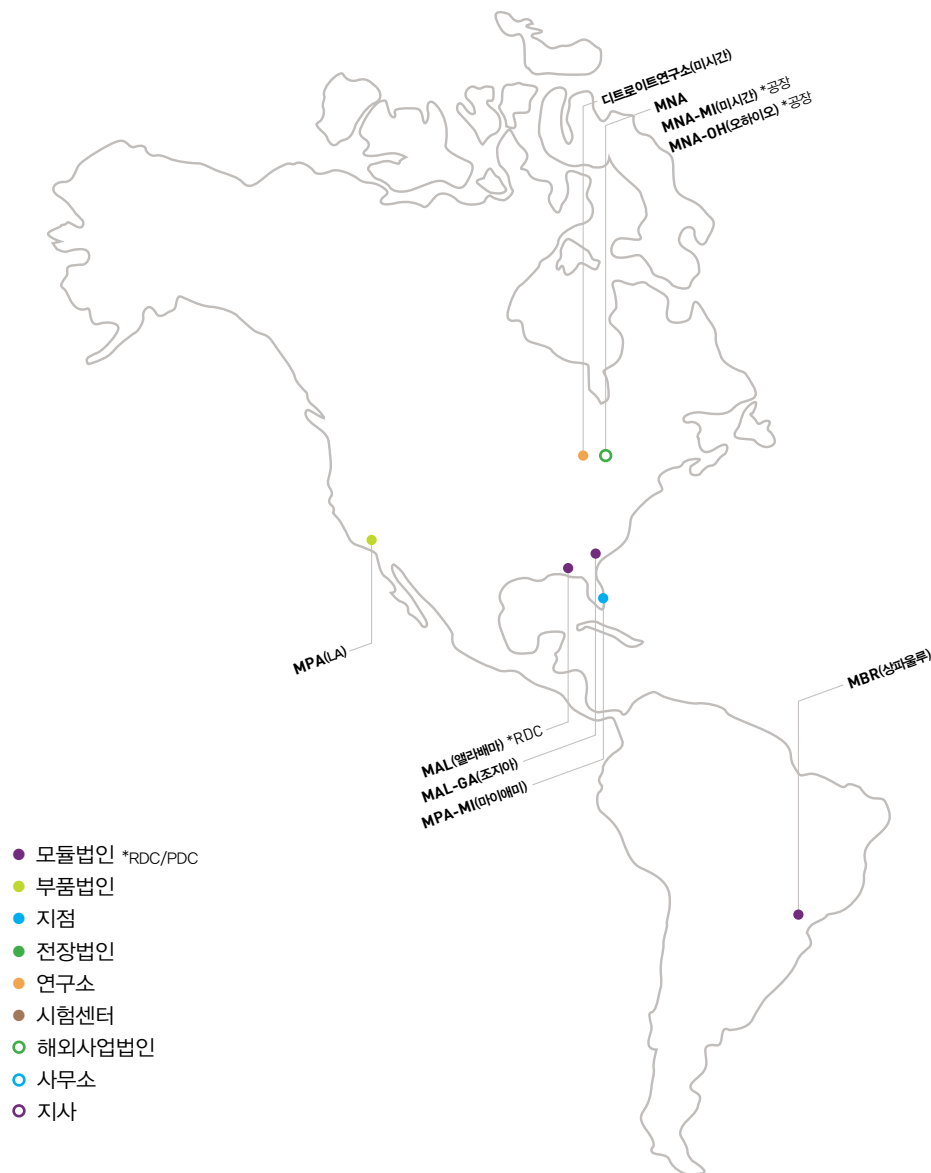 디트로이트연구소(미시간)
MNA
MNA-MI(미시간) *공장
MNA-OH(오하이오) *공장
MPA(LA)
MBR(상파울루)
MAL(앨라배마) *RDC
MAL-GA(조지아)
MPA-MI(마이애미)
모듈법인 *RDC/PDC
부품법인
지점
전장법인
연구소
시험센터
해외사업법인
사무소
지사